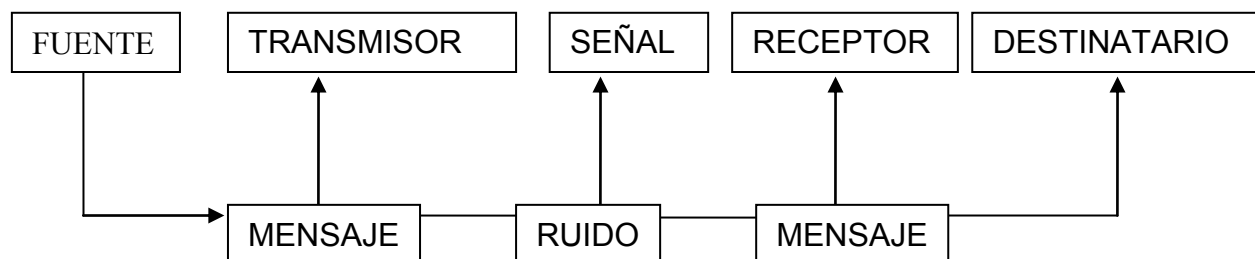 FUENTE
TRANSMISOR
SEÑAL
RECEPTOR
DESTINATARIO
MENSAJE
RUIDO
MENSAJE